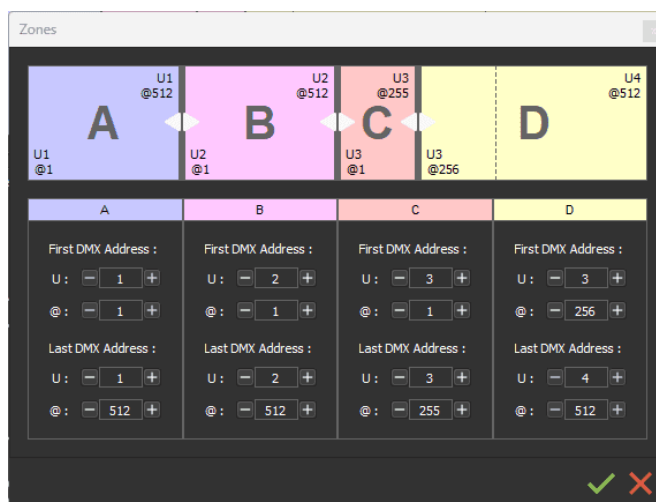 Zones
U1
@512
A
U1
@1
U2
@512
B
U2
@1
U3
@255
C
U3
@1
U4
@512
D
U3
@256
A B C D
First DMX Address : First DMX Address : First DMX Address : First DMX Address :
U : − 1 + U : − 2 + U : − 3 + U : − 3 +
@ : − 1 + @ : − 1 + @ : − 1 + @ : − 256 +
Last DMX Address : Last DMX Address : Last DMX Address : Last DMX Address :
U : − 1 + U : − 2 + U : − 3 + U : − 4 +
@ : − 512 + @ : − 512 + @ : − 255 + @ : − 512 +